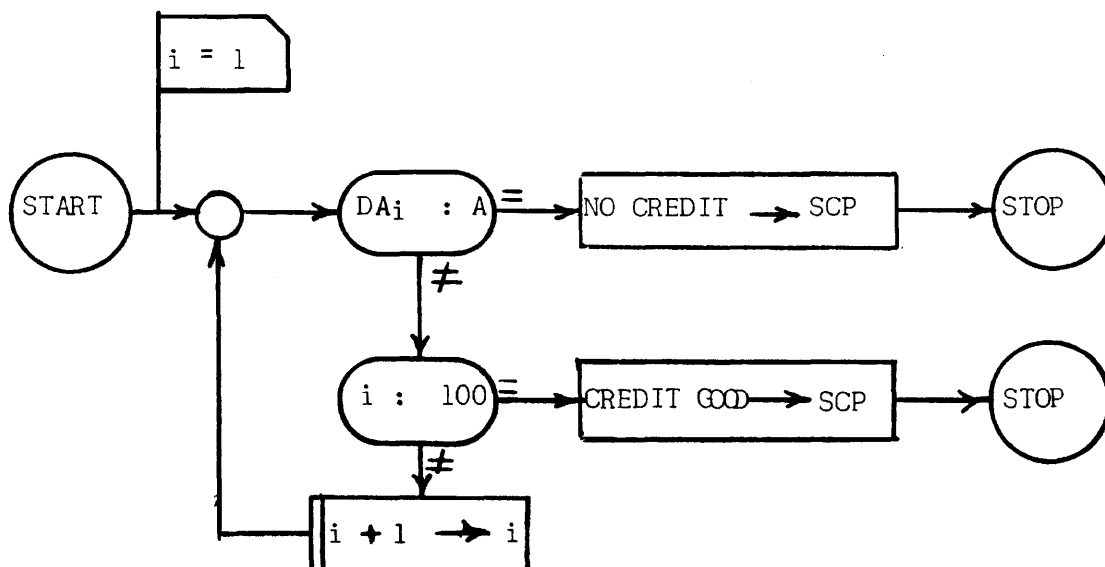 i = 1
START
DAi : A =
NO CREDIT → SCP
STOP
≠
i : 100 =
CREDIT GOOD → SCP
STOP
≠
i + 1 → i